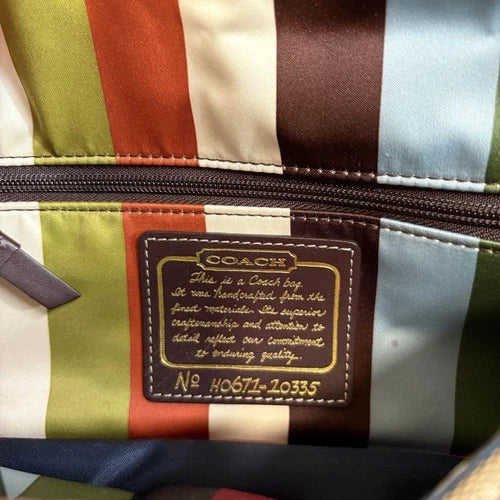 COACH
This is a Coach bag.
It was handcrafted from the
finest materials. Its superior
craftsmanship and attention to
detail reflect our commitment
to enduring quality.
No H0671-10335